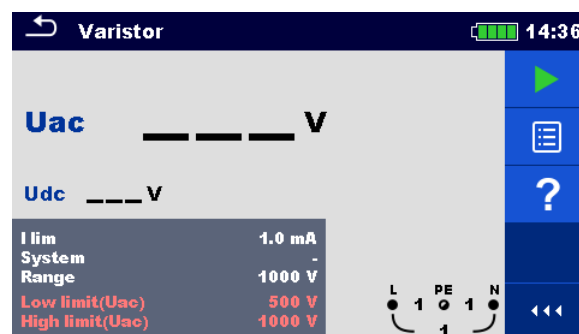 Varistor 14:36
Uac ___ V
Udc ___ V
I lim 1.0 mA
System -
Range 1000 V
Low limit(Uac) 500 V
High limit(Uac) 1000 V
L PE N
1 1
1
?